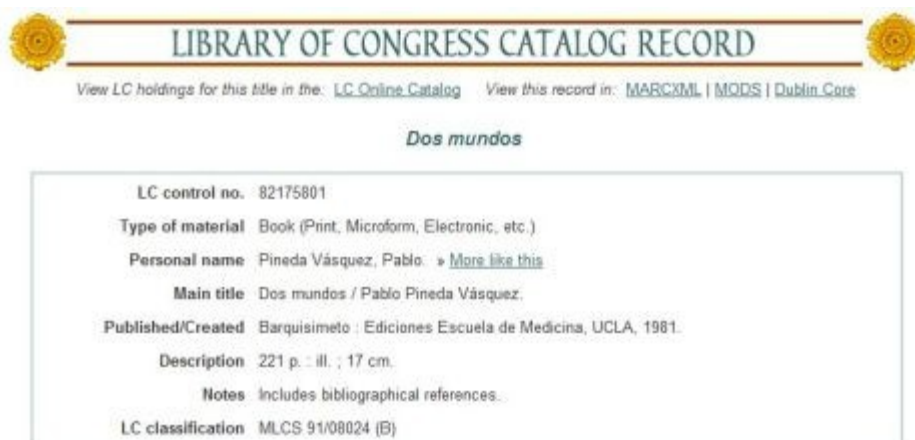 LIBRARY OF CONGRESS CATALOG RECORD
View LC holdings for this title in the: LC Online Catalog View this record in: MARCXML | MODS | Dublin Core
Dos mundos
LC control no. 82175801
Type of material Book (Print, Microform, Electronic, etc.)
Personal name Pineda Vásquez, Pablo. » More like this
Main title Dos mundos / Pablo Pineda Vásquez.
Published/Created Barquisimeto : Ediciones Escuela de Medicina, UCLA, 1981.
Description 221 p. : ill. ; 17 cm.
Notes Includes bibliographical references.
LC classification MLCS 91/08024 (B)